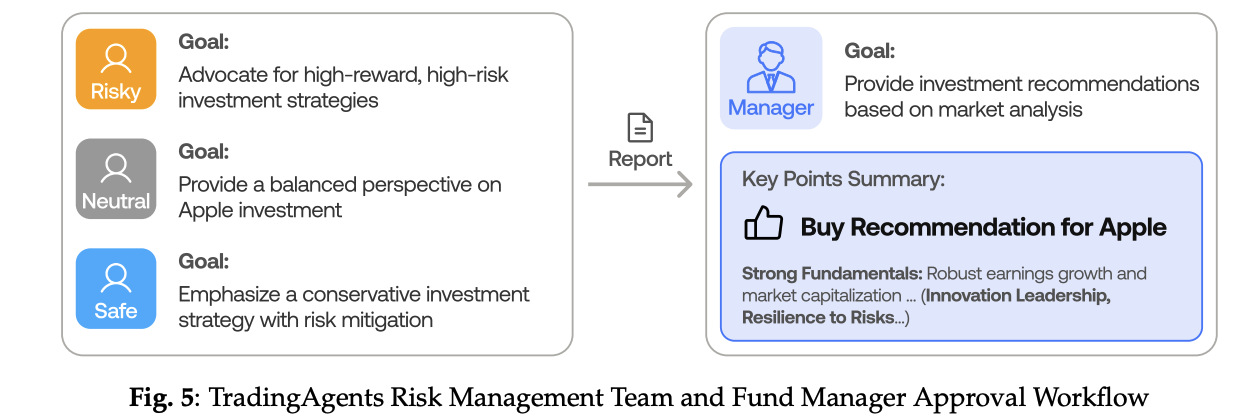 Risky
Goal:
Advocate for high-reward, high-risk
investment strategies
Neutral
Goal:
Provide a balanced perspective on
Apple investment
Safe
Goal:
Emphasize a conservative investment
strategy with risk mitigation
Report
Manager
Goal:
Provide investment recommendations
based on market analysis
Key Points Summary:
Buy Recommendation for Apple
Strong Fundamentals: Robust earnings growth and
market capitalization ... (Innovation Leadership,
Resilience to Risks...)
Fig. 5: TradingAgents Risk Management Team and Fund Manager Approval Workflow